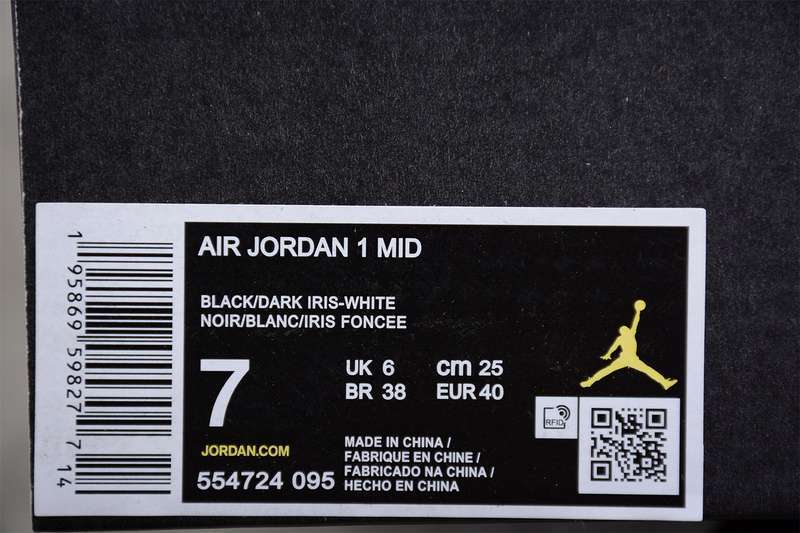 AIR JORDAN 1 MID
BLACK/DARK IRIS-WHITE
NOIR/BLANC/IRIS FONCEE
7
UK 6 cm 25
BR 38 EUR 40
JORDAN.COM
554724 095
MADE IN CHINA /
FABRIQUE EN CHINE /
FABRICADO NA CHINA /
HECHO EN CHINA
RFID
1 95869 59827 7 14